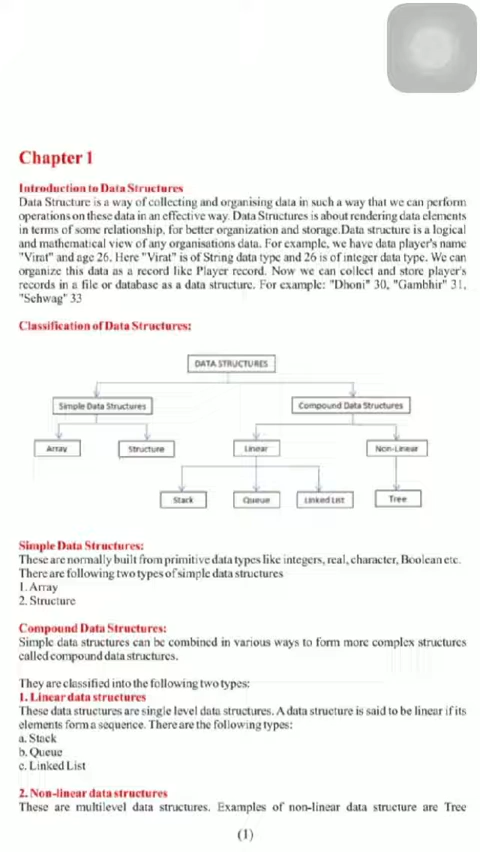 Chapter 1
Introduction to Data Structures
Data Structure is a way of collecting and organising data in such a way that we can perform
operations on these data in an effective way. Data Structures is about rendering data elements
in terms of some relationship, for better organization and storage.Data structure is a logical
and mathematical view of any organisations data. For example, we have data player's name
"Virat" and age 26. Here "Virat" is of String data type and 26 is of integer data type. We can
organize this data as a record like Player record. Now we can collect and store player's
records in a file or database as a data structure. For example: "Dhoni" 30, "Gambhir" 31,
"Sehwag" 33
Classification of Data Structures:
DATA STRUCTURES
Simple Data Structures
Compound Data Structures
Array
Structure
Linear
Non-Linear
Stack
Queue
Linked List
Tree
Simple Data Structures:
These are normally built from primitive data types like integers, real, character, Boolean etc.
There are following two types of simple data structures
1. Array
2. Structure
Compound Data Structures:
Simple data structures can be combined in various ways to form more complex structures
called compound data structures.
They are classified into the following two types:
1. Linear data structures
These data structures are single level data structures. A data structure is said to be linear if its
elements form a sequence. There are the following types:
a. Stack
b. Queue
c. Linked List
2. Non-linear data structures
These are multilevel data structures. Examples of non-linear data structure are Tree
(1)